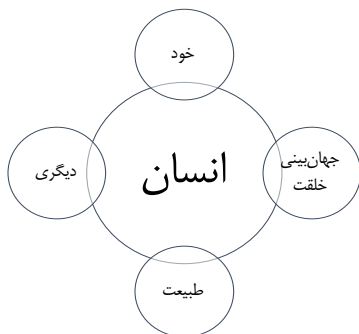 خود
جهان‌بینی
خلقت
انسان
دیگری
طبیعت